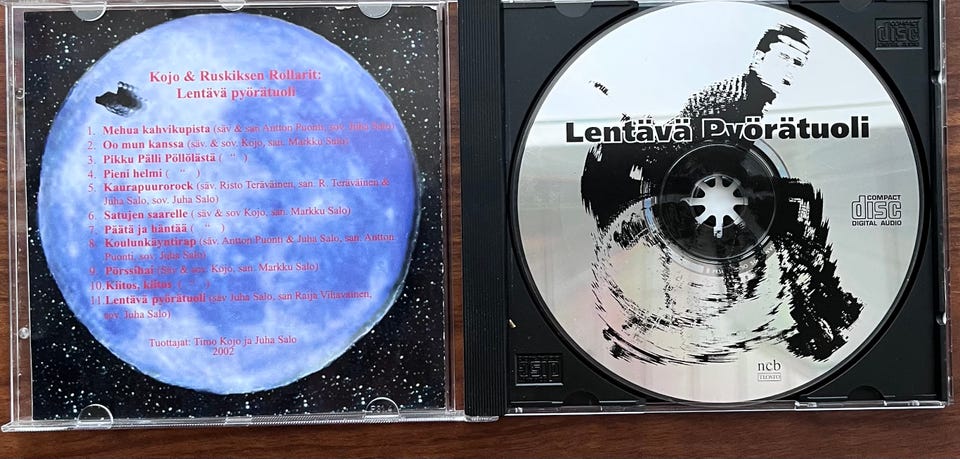 Kojo & Ruskiksen Rollarit:
Lentävä pyörätuoli
1. Mehua kahvikupista (säv & san Antton Puonti, sov. Juha Salo)
2. Oo mun kanssa (säv. & sov. Kojo, san. Markku Salo)
3. Pikku Pälli Pöllölästä ( " )
4. Pieni helmi ( " )
5. Kaurapuurorock (säv. Risto Teräväinen, san. R. Teräväinen &
Juha Salo, sov. Juha Salo)
6. Satujen saarelle ( säv & sov Kojo, san. Markku Salo)
7. Päätä ja häntää ( " )
8. Koulunkäyntirap (säv. Antton Puonti & Juha Salo, san. Antton
Puonti, sov. Juha Salo)
9. Pörssihai (Säv & sov. Kojo, san. Markku Salo)
10. Kiitos, kiitos ( " )
11. Lentävä pyörätuoli (säv Juha Salo, san Raija Viitavainen,
sov. Juha Salo)
Tuottajat: Timo Kojo ja Juha Salo
2002
COMPACT
disc
DIGITAL AUDIO
Lentävä Pyörätuoli
COMPACT
disc
DIGITAL AUDIO
ncb
TEOSTO